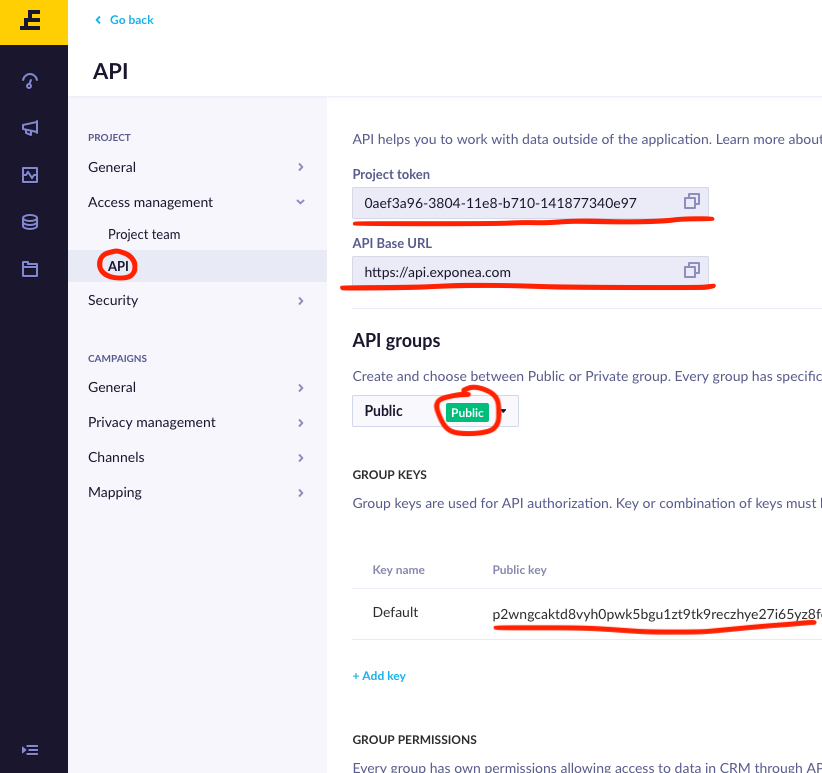 Go back
API
PROJECT
General
Access management
Project team
API
Security
CAMPAIGNS
General
Privacy management
Channels
Mapping
API helps you to work with data outside of the application. Learn more about
Project token
0aef3a96-3804-11e8-b710-141877340e97
API Base URL
https://api.exponea.com
API groups
Create and choose between Public or Private group. Every group has specific
Public Public
GROUP KEYS
Group keys are used for API authorization. Key or combination of keys must
Key name Public key
Default p2wngcaktd8vyh0pwk5bgu1zt9tk9reczhye27i65yz8f
+ Add key
GROUP PERMISSIONS
Every group has own permissions allowing access to data in CRM through AP